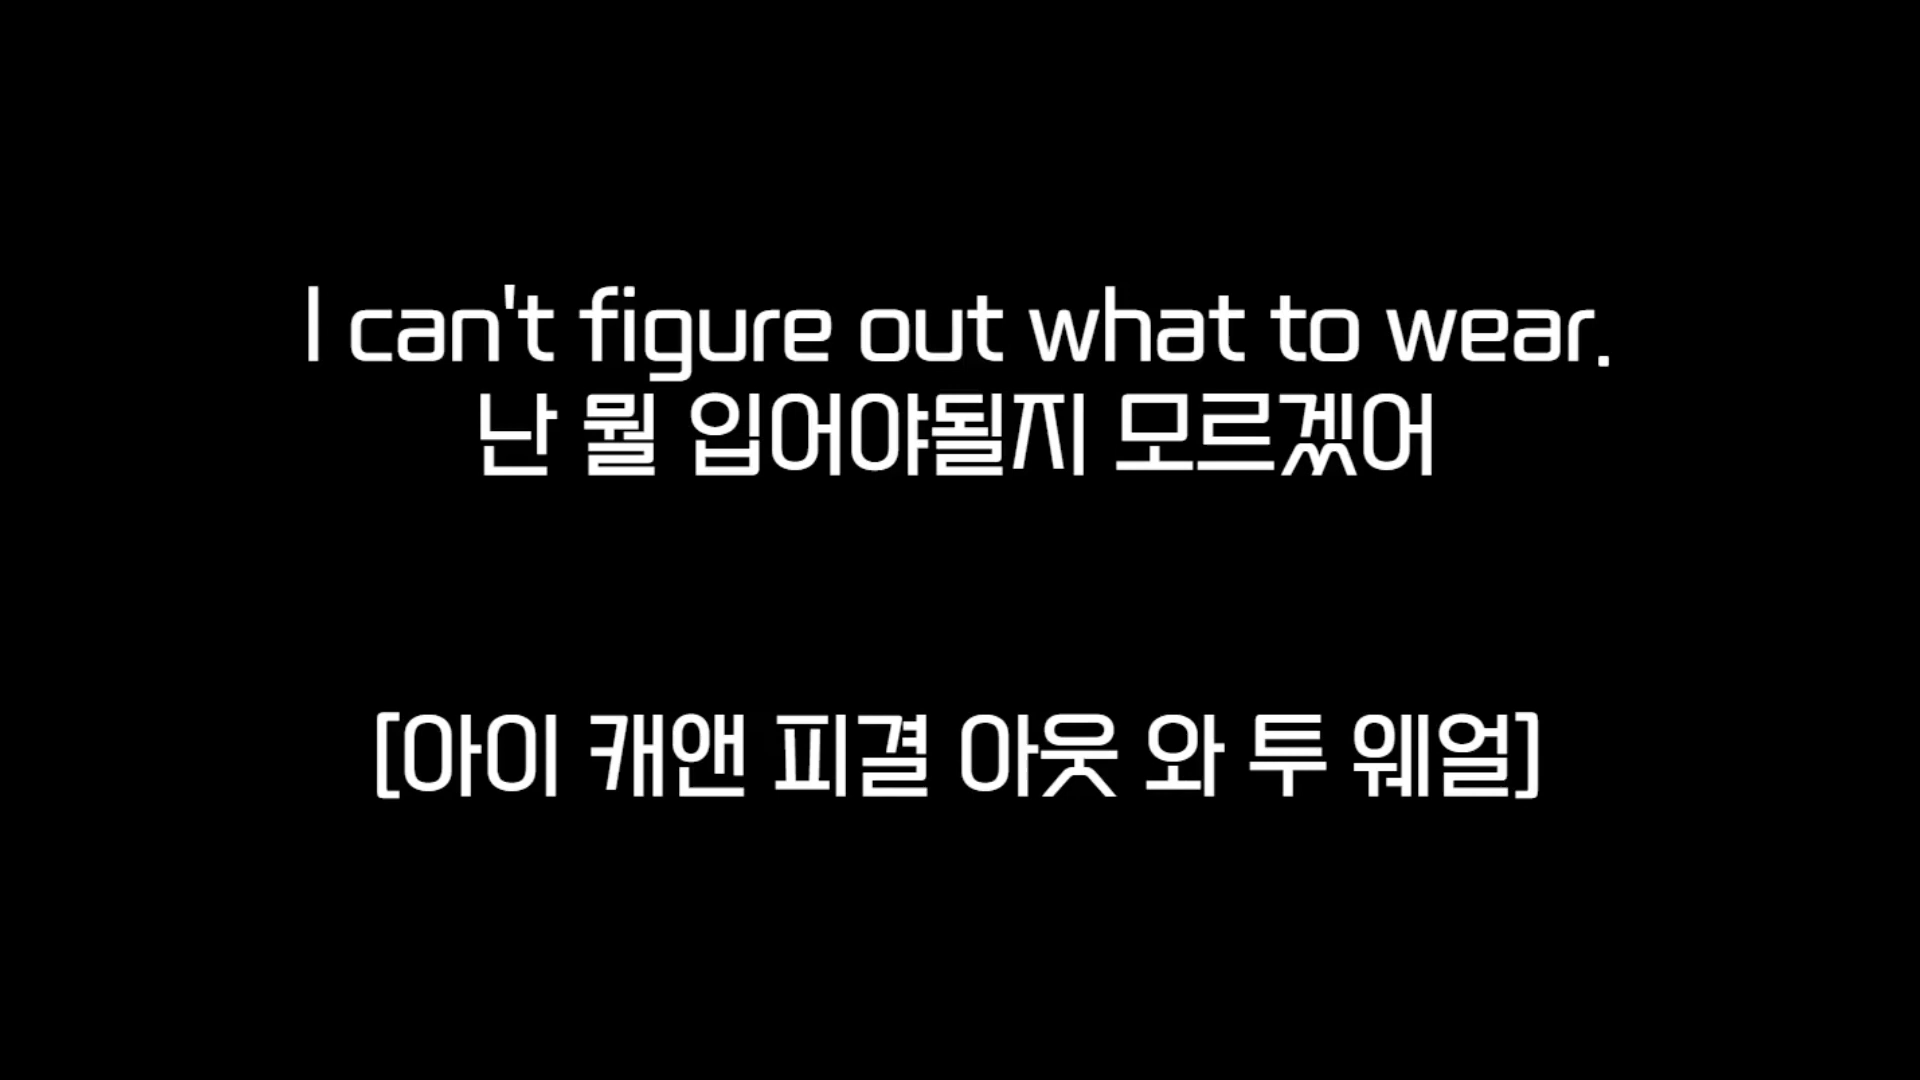 I can't figure out what to wear.
난 뭘 입어야될지 모르겠어
[아이 캐앤 피결 아웃 와 투 웨얼]